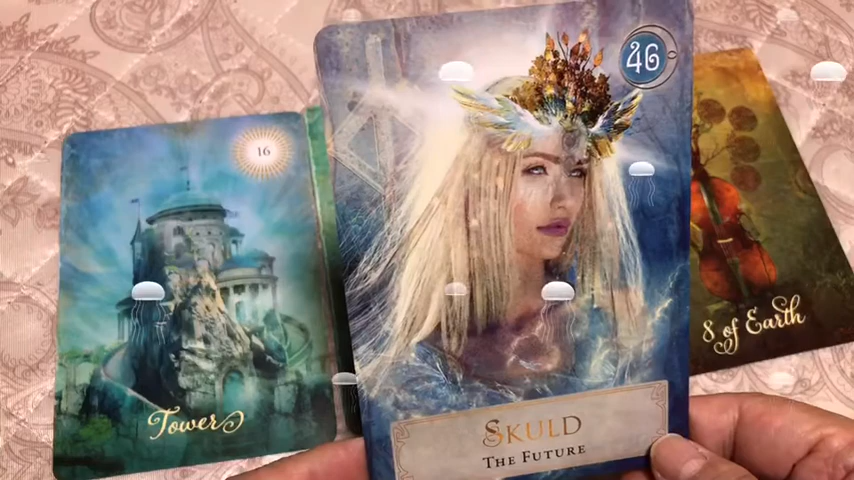 16
Tower
46
SKULD
THE FUTURE
8 of Earth